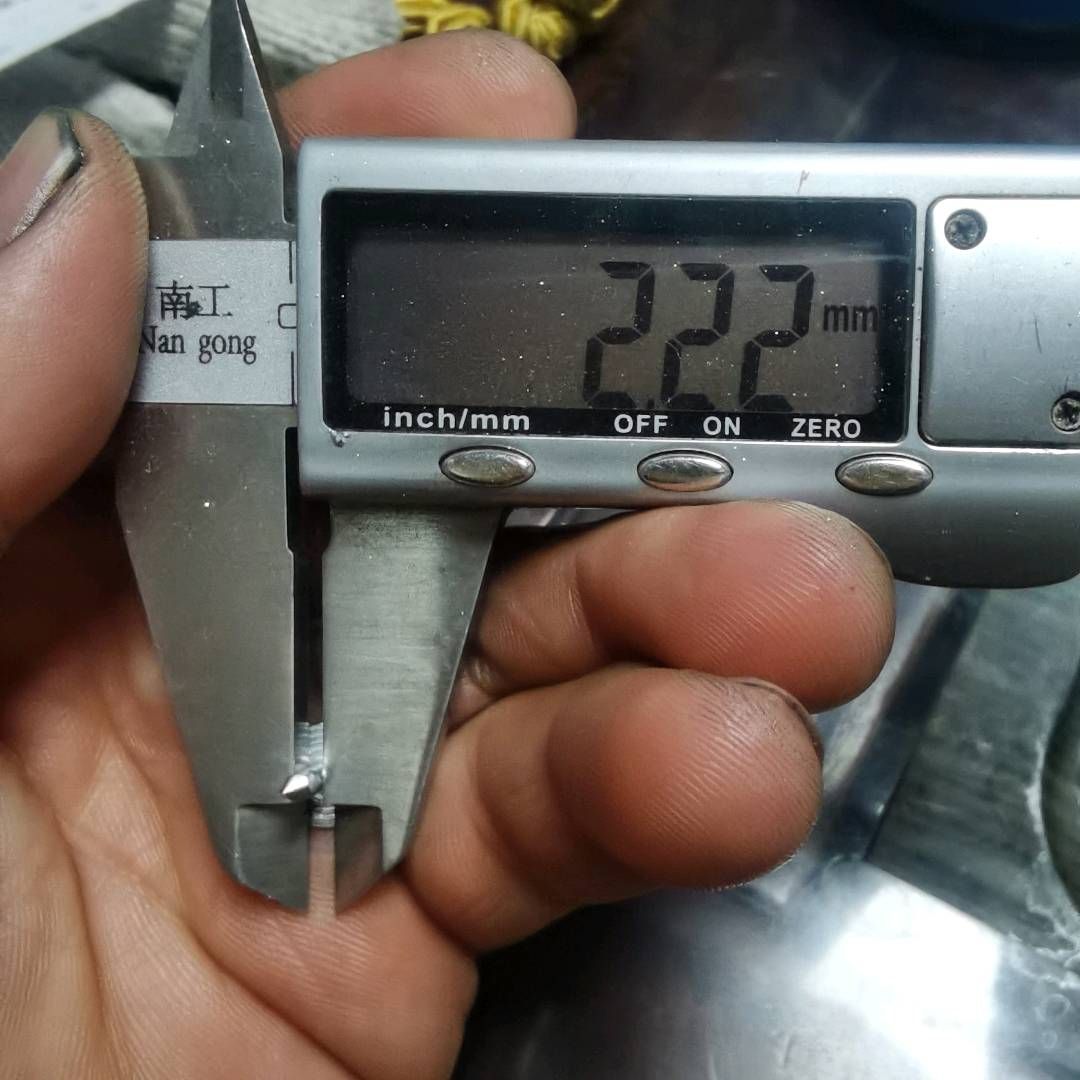 南工
Nan gong
2.22 mm
inch/mm OFF ON ZERO